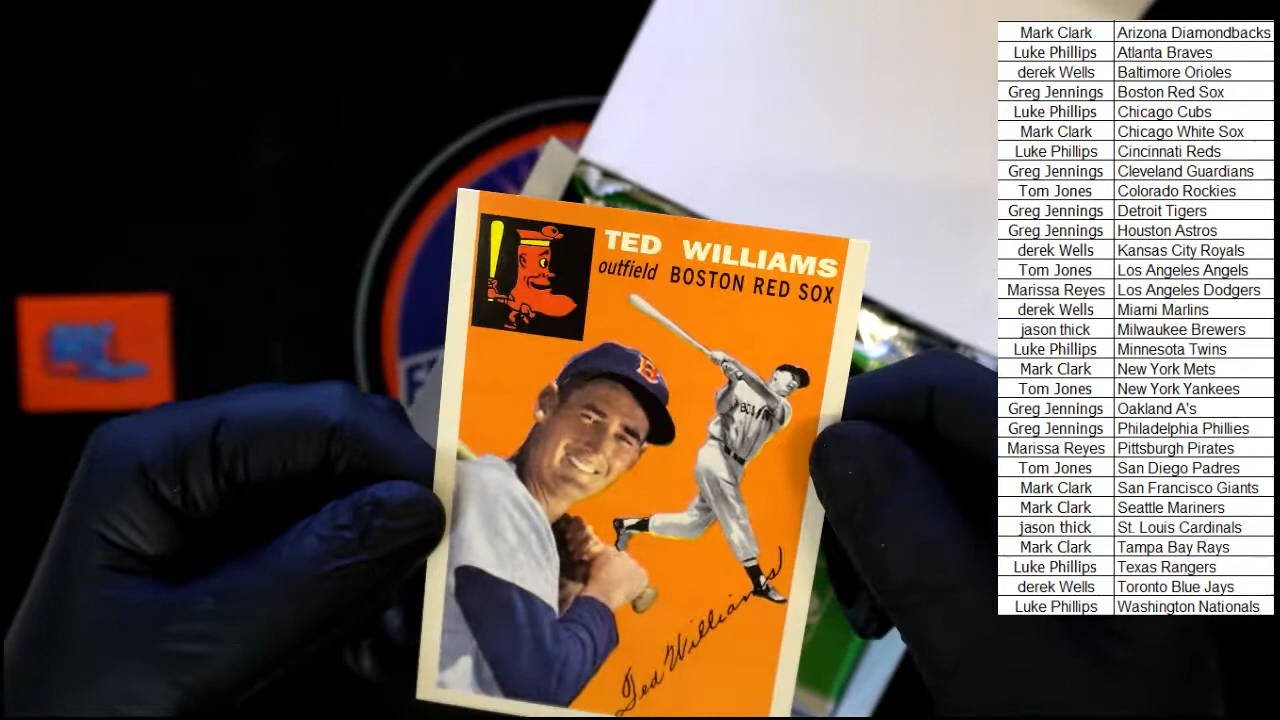 TED WILLIAMS
outfield BOSTON RED SOX
B
BOSTON
Ted Williams
Mark Clark Arizona Diamondbacks
Luke Phillips Atlanta Braves
derek Wells Baltimore Orioles
Greg Jennings Boston Red Sox
Luke Phillips Chicago Cubs
Mark Clark Chicago White Sox
Luke Phillips Cincinnati Reds
Greg Jennings Cleveland Guardians
Tom Jones Colorado Rockies
Greg Jennings Detroit Tigers
Greg Jennings Houston Astros
derek Wells Kansas City Royals
Tom Jones Los Angeles Angels
Marissa Reyes Los Angeles Dodgers
derek Wells Miami Marlins
jason thick Milwaukee Brewers
Luke Phillips Minnesota Twins
Mark Clark New York Mets
Tom Jones New York Yankees
Greg Jennings Oakland A's
Greg Jennings Philadelphia Phillies
Marissa Reyes Pittsburgh Pirates
Tom Jones San Diego Padres
Mark Clark San Francisco Giants
Mark Clark Seattle Mariners
jason thick St. Louis Cardinals
Mark Clark Tampa Bay Rays
Luke Phillips Texas Rangers
derek Wells Toronto Blue Jays
Luke Phillips Washington Nationals